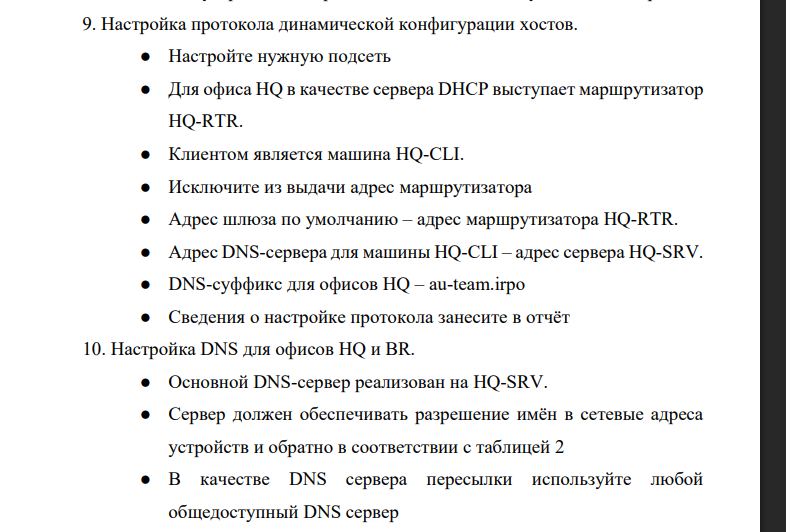 9. Настройка протокола динамической конфигурации хостов.
● Настройте нужную подсеть
● Для офиса HQ в качестве сервера DHCP выступает маршрутизатор
HQ-RTR.
● Клиентом является машина HQ-CLI.
● Исключите из выдачи адрес маршрутизатора
● Адрес шлюза по умолчанию – адрес маршрутизатора HQ-RTR.
● Адрес DNS-сервера для машины HQ-CLI – адрес сервера HQ-SRV.
● DNS-суффикс для офисов HQ – au-team.irpo
● Сведения о настройке протокола занесите в отчёт
10. Настройка DNS для офисов HQ и BR.
● Основной DNS-сервер реализован на HQ-SRV.
● Сервер должен обеспечивать разрешение имён в сетевые адреса
устройств и обратно в соответствии с таблицей 2
● В качестве DNS сервера пересылки используйте любой
общедоступный DNS сервер